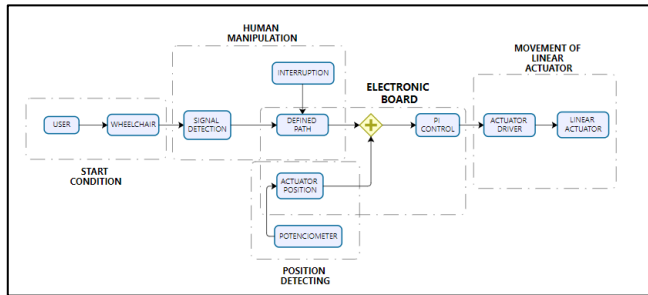 HUMAN
MANIPULATION
MOVEMENT OF
LINEAR
ACTUATOR
INTERRUPTION
ELECTRONIC
BOARD
USER
WHEELCHAIR
SIGNAL
DETECTION
DEFINED
PATH
PI
CONTROL
ACTUATOR
DRIVER
LINEAR
ACTUATOR
START
CONDITION
ACTUATOR
POSITION
POTENCIOMETER
POSITION
DETECTING